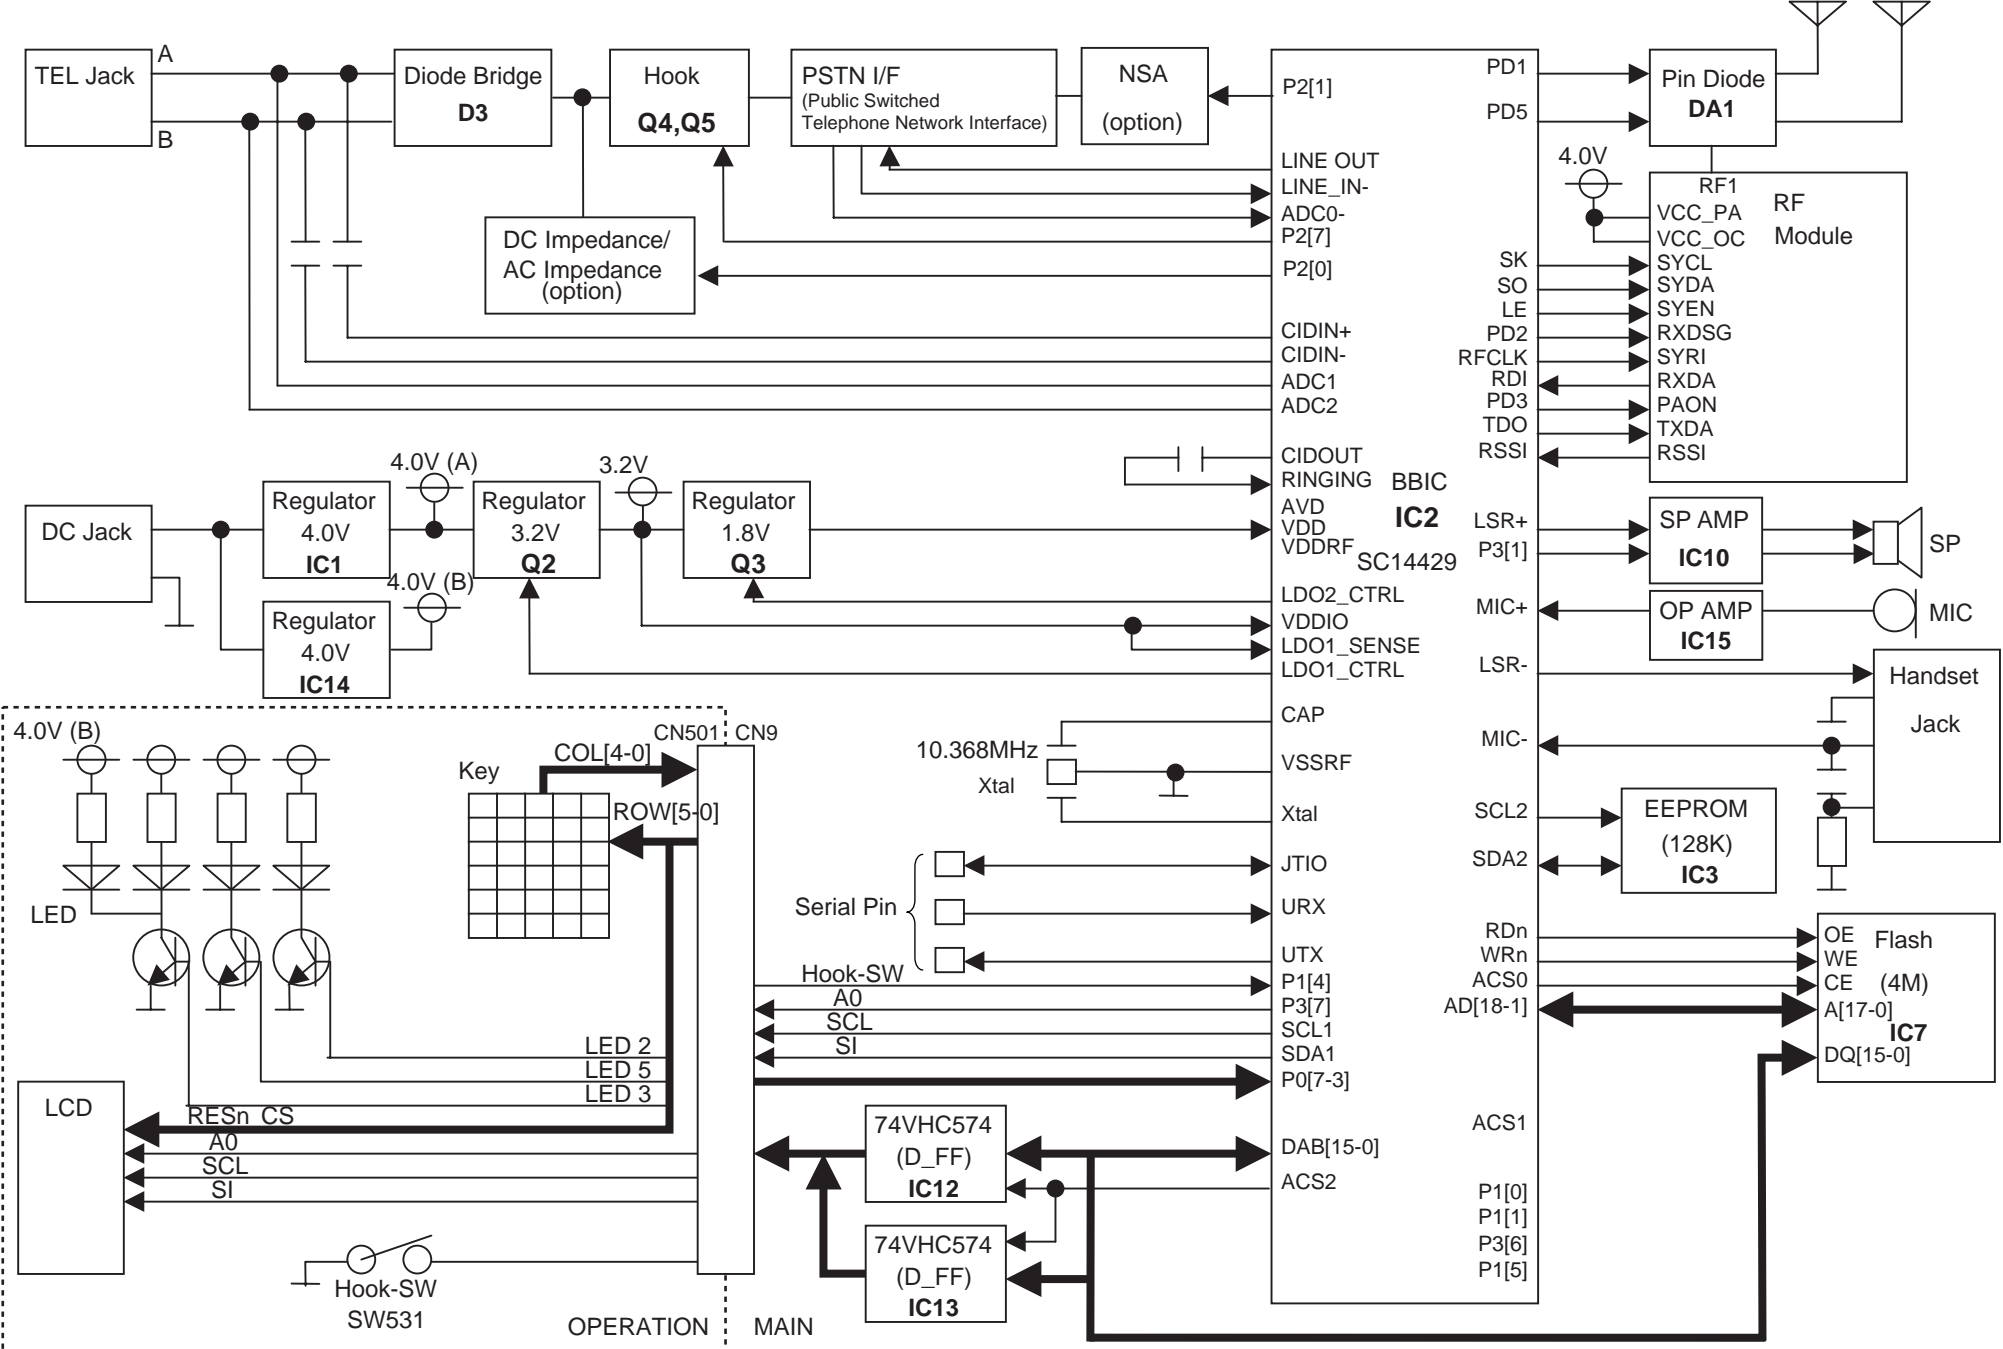 TEL Jack
A
B
Diode Bridge
D3
Hook
Q4,Q5
PSTN I/F
(Public Switched
Telephone Network Interface)
NSA
(option)
DC Impedance/
AC Impedance
(option)
P2[1]
LINE OUT
LINE_IN-
ADC0-
P2[7]
P2[0]
CIDIN+
CIDIN-
ADC1
ADC2
CIDOUT
RINGING
AVD
VDD
VDDRF
LDO2_CTRL
VDDIO
LDO1_SENSE
LDO1_CTRL
CAP
VSSRF
Xtal
JTIO
URX
UTX
P1[4]
P3[7]
SCL1
SDA1
P0[7-3]
DAB[15-0]
ACS2
BBIC
IC2
SC14429
PD1
PD5
SK
SO
LE
PD2
RFCLK
RDI
PD3
TDO
RSSI
LSR+
P3[1]
MIC+
LSR-
MIC-
SCL2
SDA2
RDn
WRn
ACS0
AD[18-1]
ACS1
P1[0]
P1[1]
P3[6]
P1[5]
Pin Diode
DA1
4.0V
RF1
RF
Module
VCC_PA
VCC_OC
SYCL
SYDA
SYEN
RXDSG
SYRI
RXDA
PAON
TXDA
RSSI
SP AMP
IC10
SP
OP AMP
IC15
MIC
Handset
Jack
EEPROM
(128K)
IC3
OE
WE
CE
A[17-0]
DQ[15-0]
Flash
(4M)
IC7
DC Jack
Regulator
4.0V
IC1
4.0V (A)
Regulator
3.2V
Q2
3.2V
Regulator
1.8V
Q3
Regulator
4.0V
IC14
4.0V (B)
10.368MHz
Xtal
Serial Pin
4.0V (B)
LED
Key
COL[4-0]
ROW[5-0]
CN501
CN9
LED 2
LED 5
LED 3
LCD
RESn CS
A0
SCL
SI
Hook-SW
SW531
OPERATION
MAIN
Hook-SW
A0
SCL
SI
74VHC574
(D_FF)
IC12
74VHC574
(D_FF)
IC13